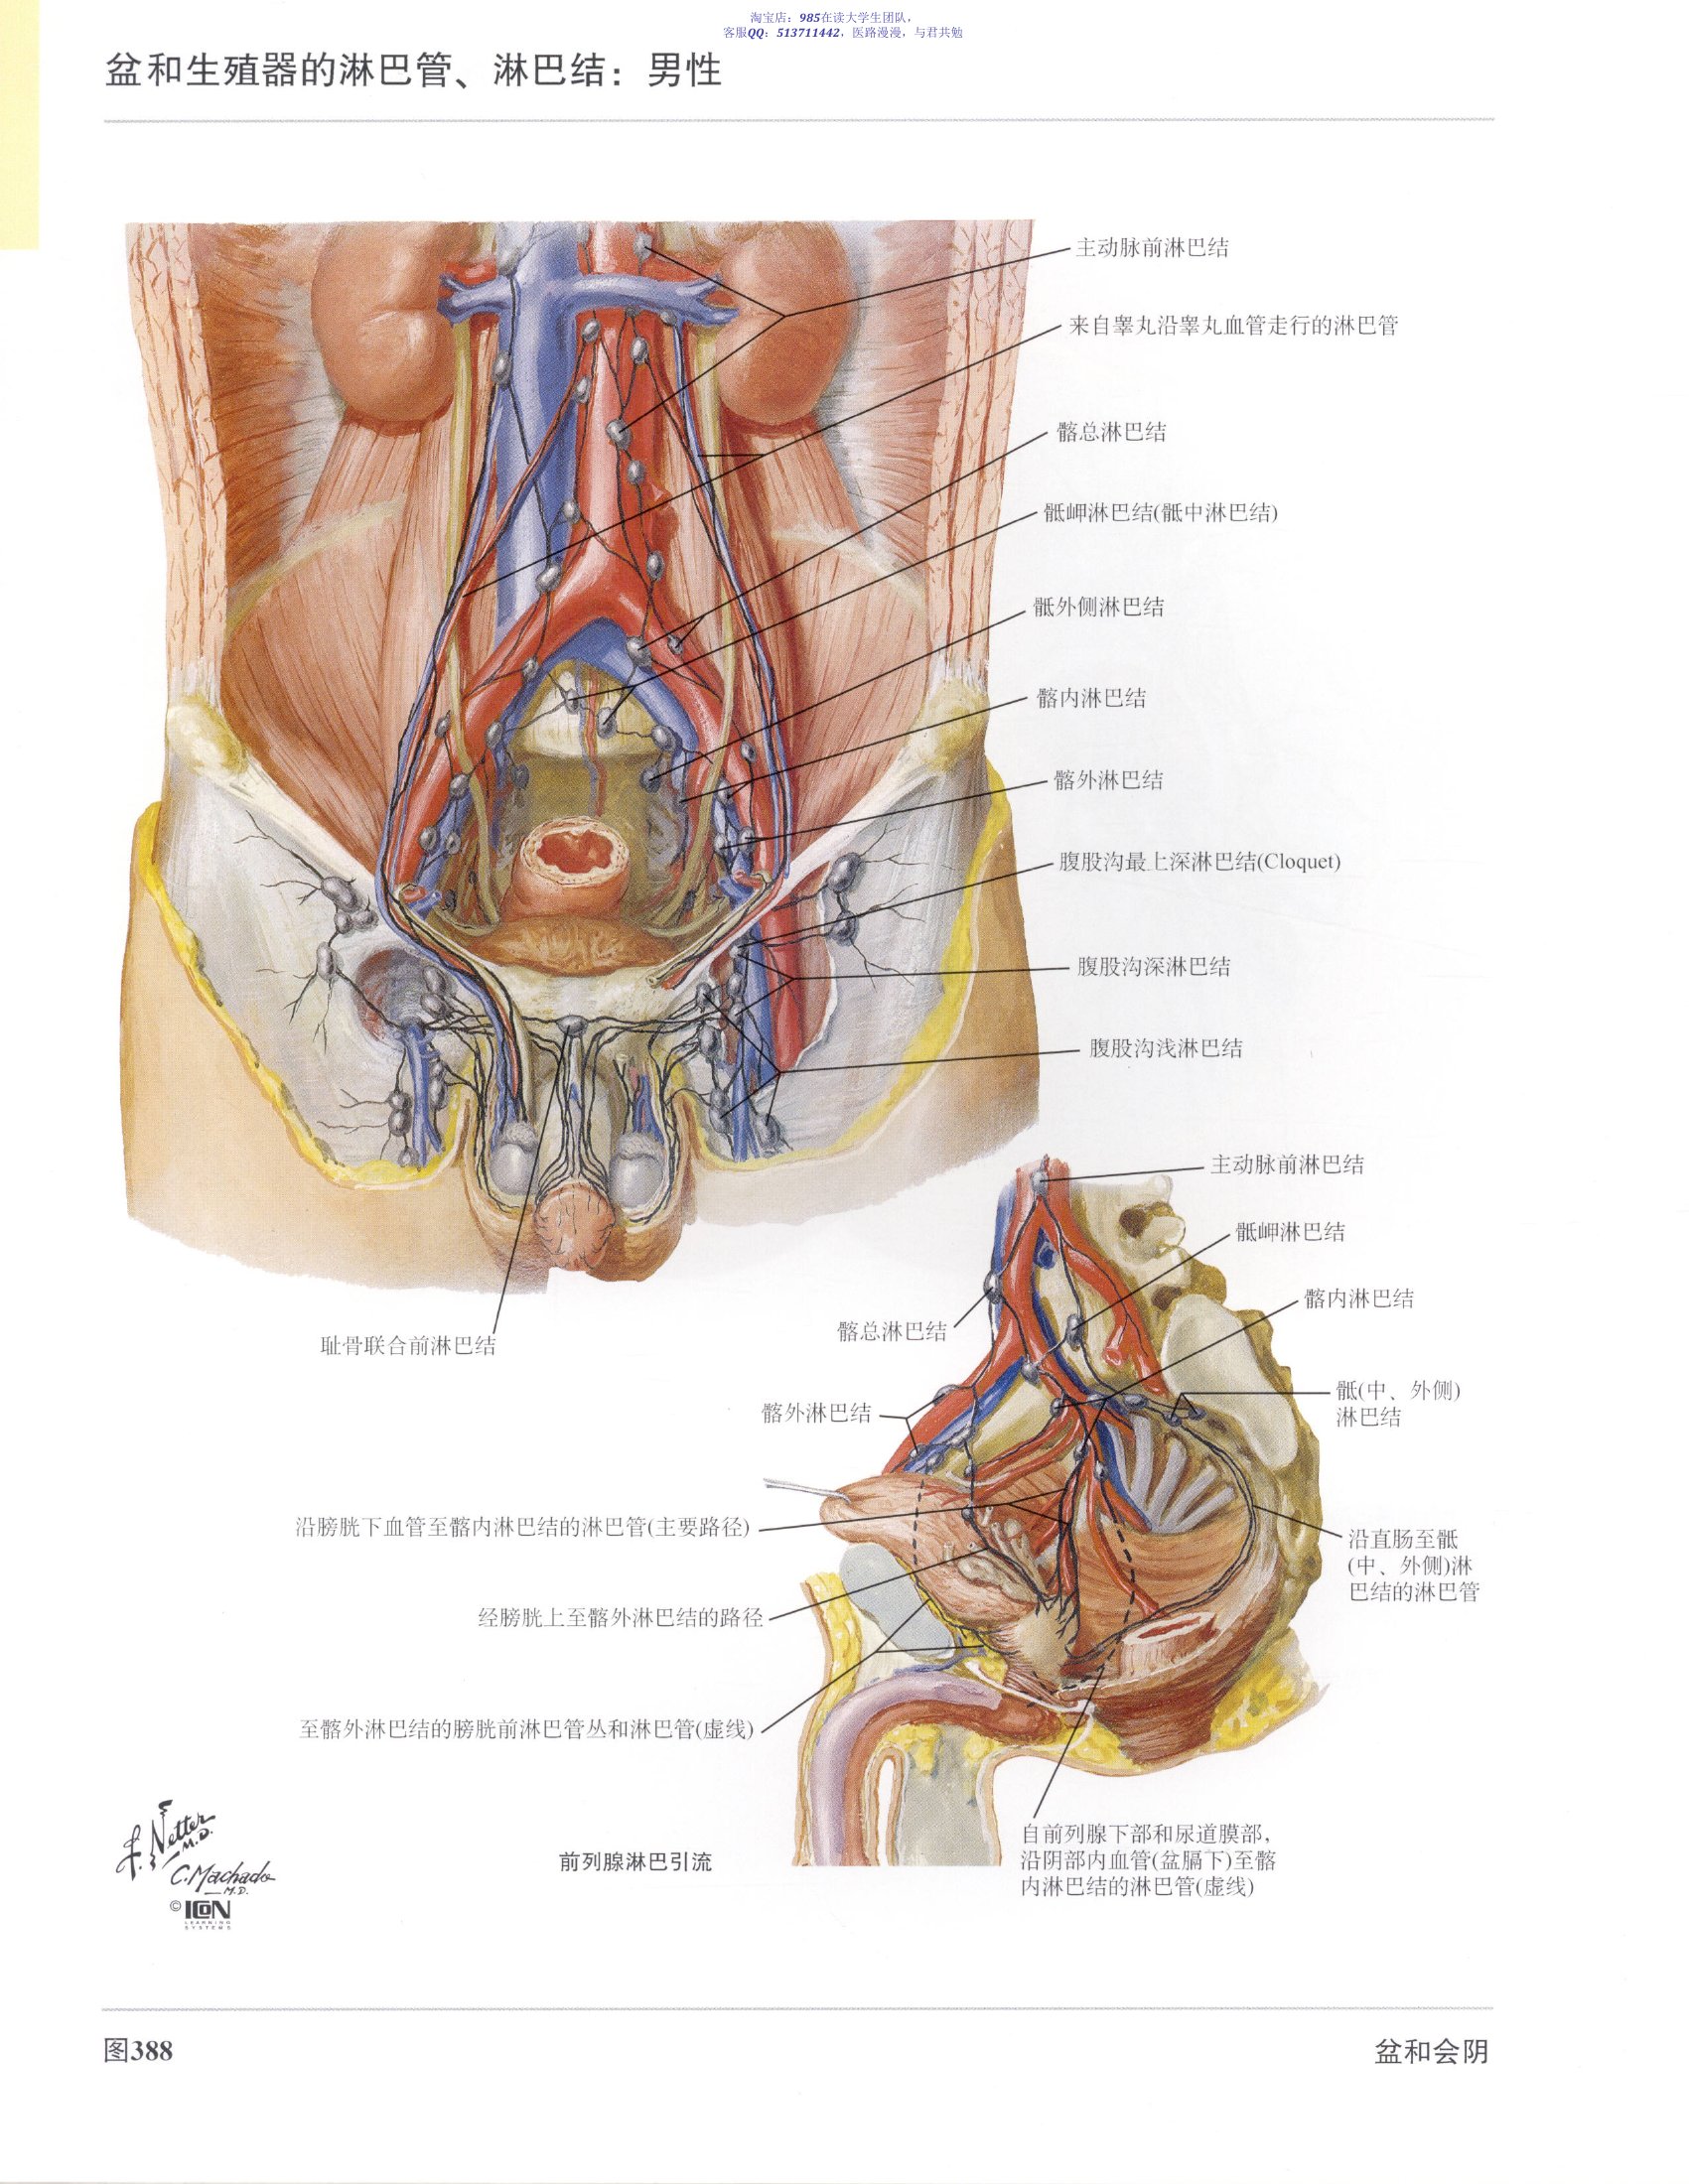 淘宝店：985在读大学生团队，
客服QQ：513711442，医路漫漫，与君共勉
盆和生殖器的淋巴管、淋巴结：男性
主动脉前淋巴结
来自睾丸沿睾丸血管走行的淋巴管
髂总淋巴结
骶岬淋巴结(骶中淋巴结)
骶外侧淋巴结
髂内淋巴结
髂外淋巴结
腹股沟最上深淋巴结(Cloquet)
腹股沟深淋巴结
腹股沟浅淋巴结
耻骨联合前淋巴结
主动脉前淋巴结
骶岬淋巴结
髂内淋巴结
髂总淋巴结
骶(中、外侧)
淋巴结
髂外淋巴结
沿膀胱下血管至髂内淋巴结的淋巴管(主要路径)
沿直肠至骶
(中、外侧)淋
巴结的淋巴管
经膀胱上至髂外淋巴结的路径
至髂外淋巴结的膀胱前淋巴管丛和淋巴管(虚线)
自前列腺下部和尿道膜部，
沿阴部内血管(盆膈下)至髂
内淋巴结的淋巴管(虚线)
前列腺淋巴引流
F. Netter
M.D.
C. Machado
M.D.
© ICON
LEARNING
SYSTEMS
图388
盆和会阴